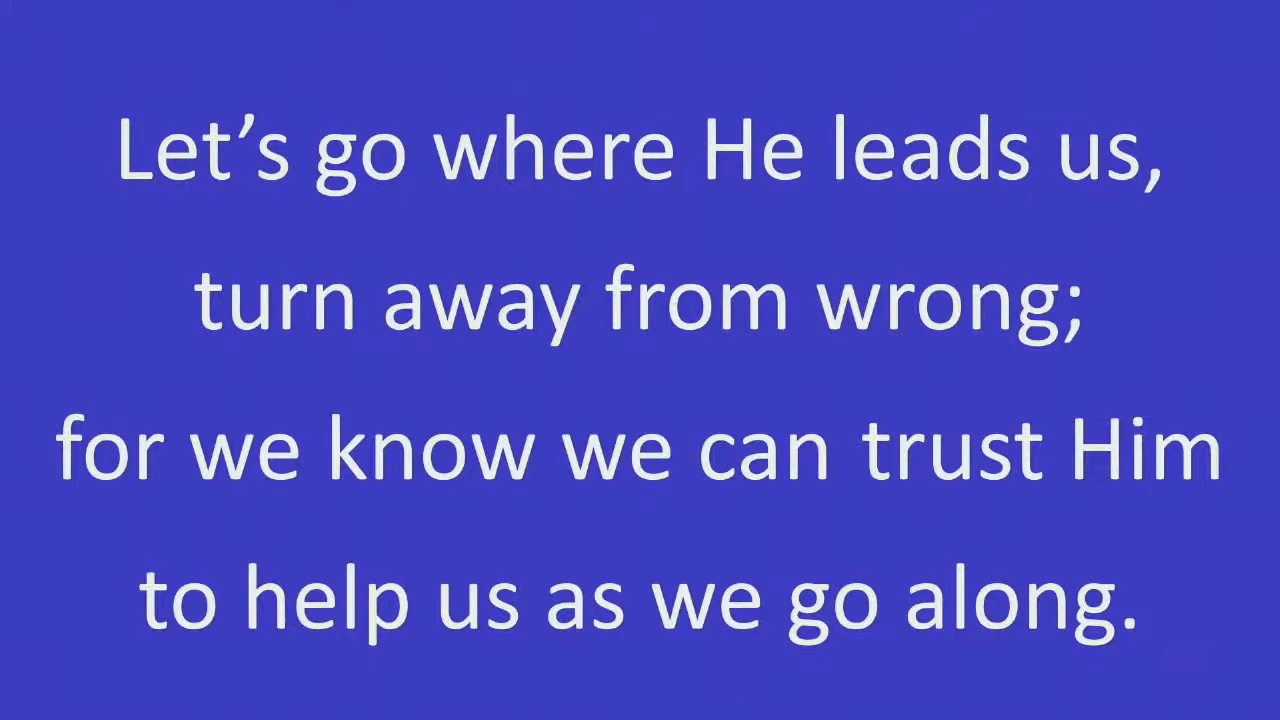 Let’s go where He leads us,
turn away from wrong;
for we know we can trust Him
to help us as we go along.